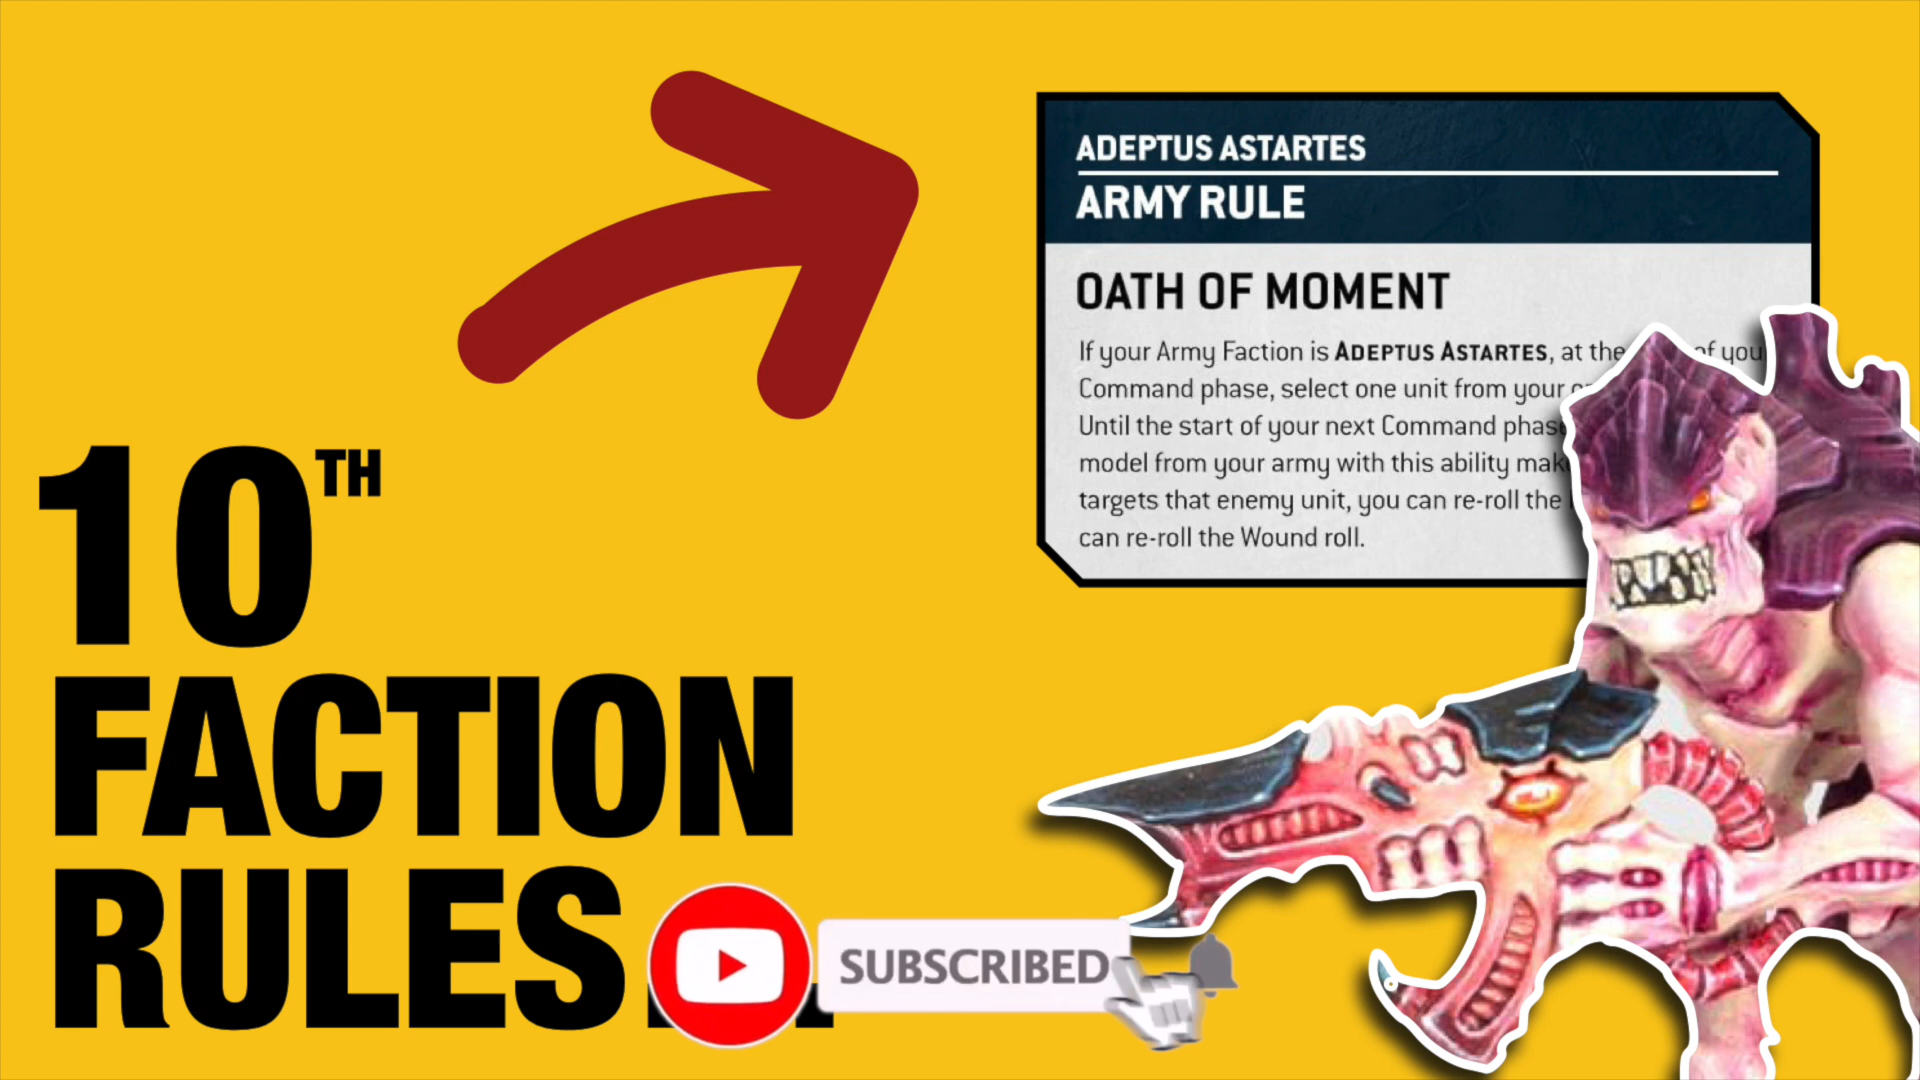 10TH
FACTION
RULES
ADEPTUS ASTARTES
ARMY RULE
OATH OF MOMENT
If your Army Faction is ADEPTUS ASTARTES, at the of you
Command phase, select one unit from your
Until the start of your next Command phase
model from your army with this ability mak
targets that enemy unit, you can re-roll the
can re-roll the Wound roll.
SUBSCRIBED